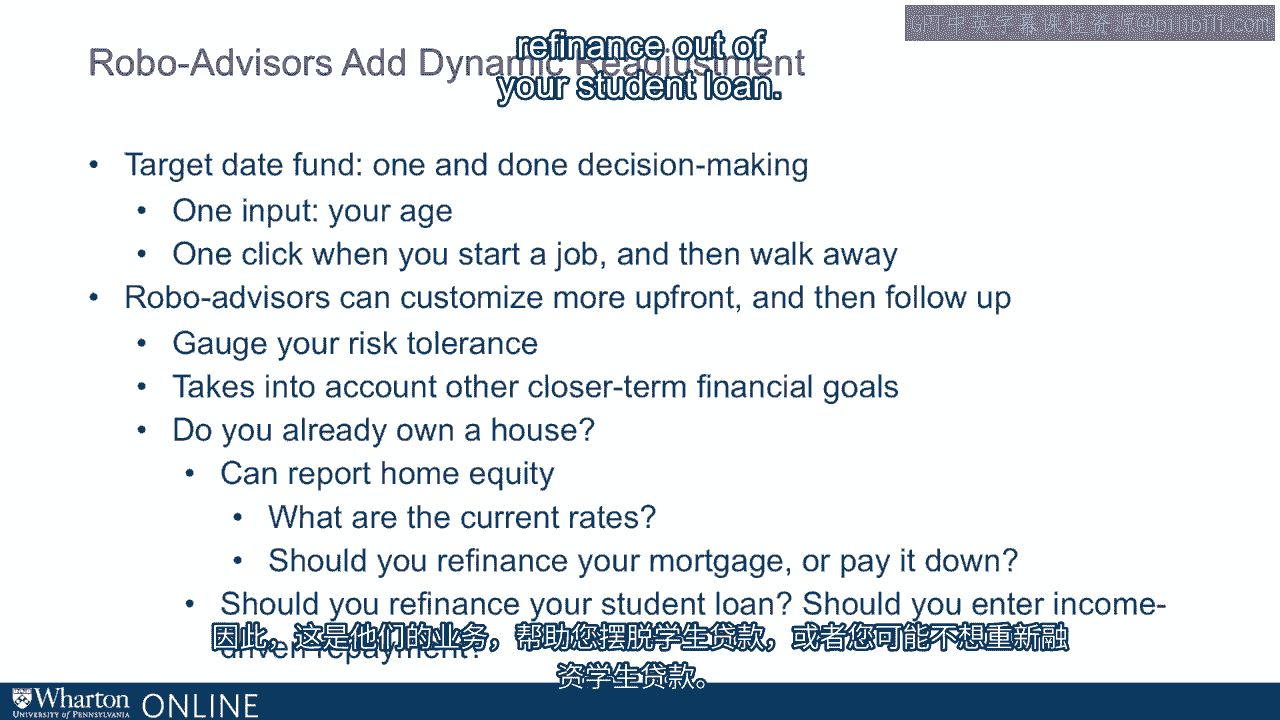 GPT中英字幕课程资源@bilibili.com
refinance out of
your student loan.
Robo-Advisors Add Dynamic Readjustment
• Target date fund: one and done decision-making
• One input: your age
• One click when you start a job, and then walk away
• Robo-advisors can customize more upfront, and then follow up
• Gauge your risk tolerance
• Takes into account other closer-term financial goals
• Do you already own a house?
• Can report home equity
• What are the current rates?
• Should you refinance your mortgage, or pay it down?
• Should you refinance your student loan? Should you enter income-
driven repayment?
因此，这是他们的业务，帮助您摆脱学生贷款，或者您可能不想重新融
资学生贷款。
Wharton ONLINE
UNIVERSITY of PENNSYLVANIA